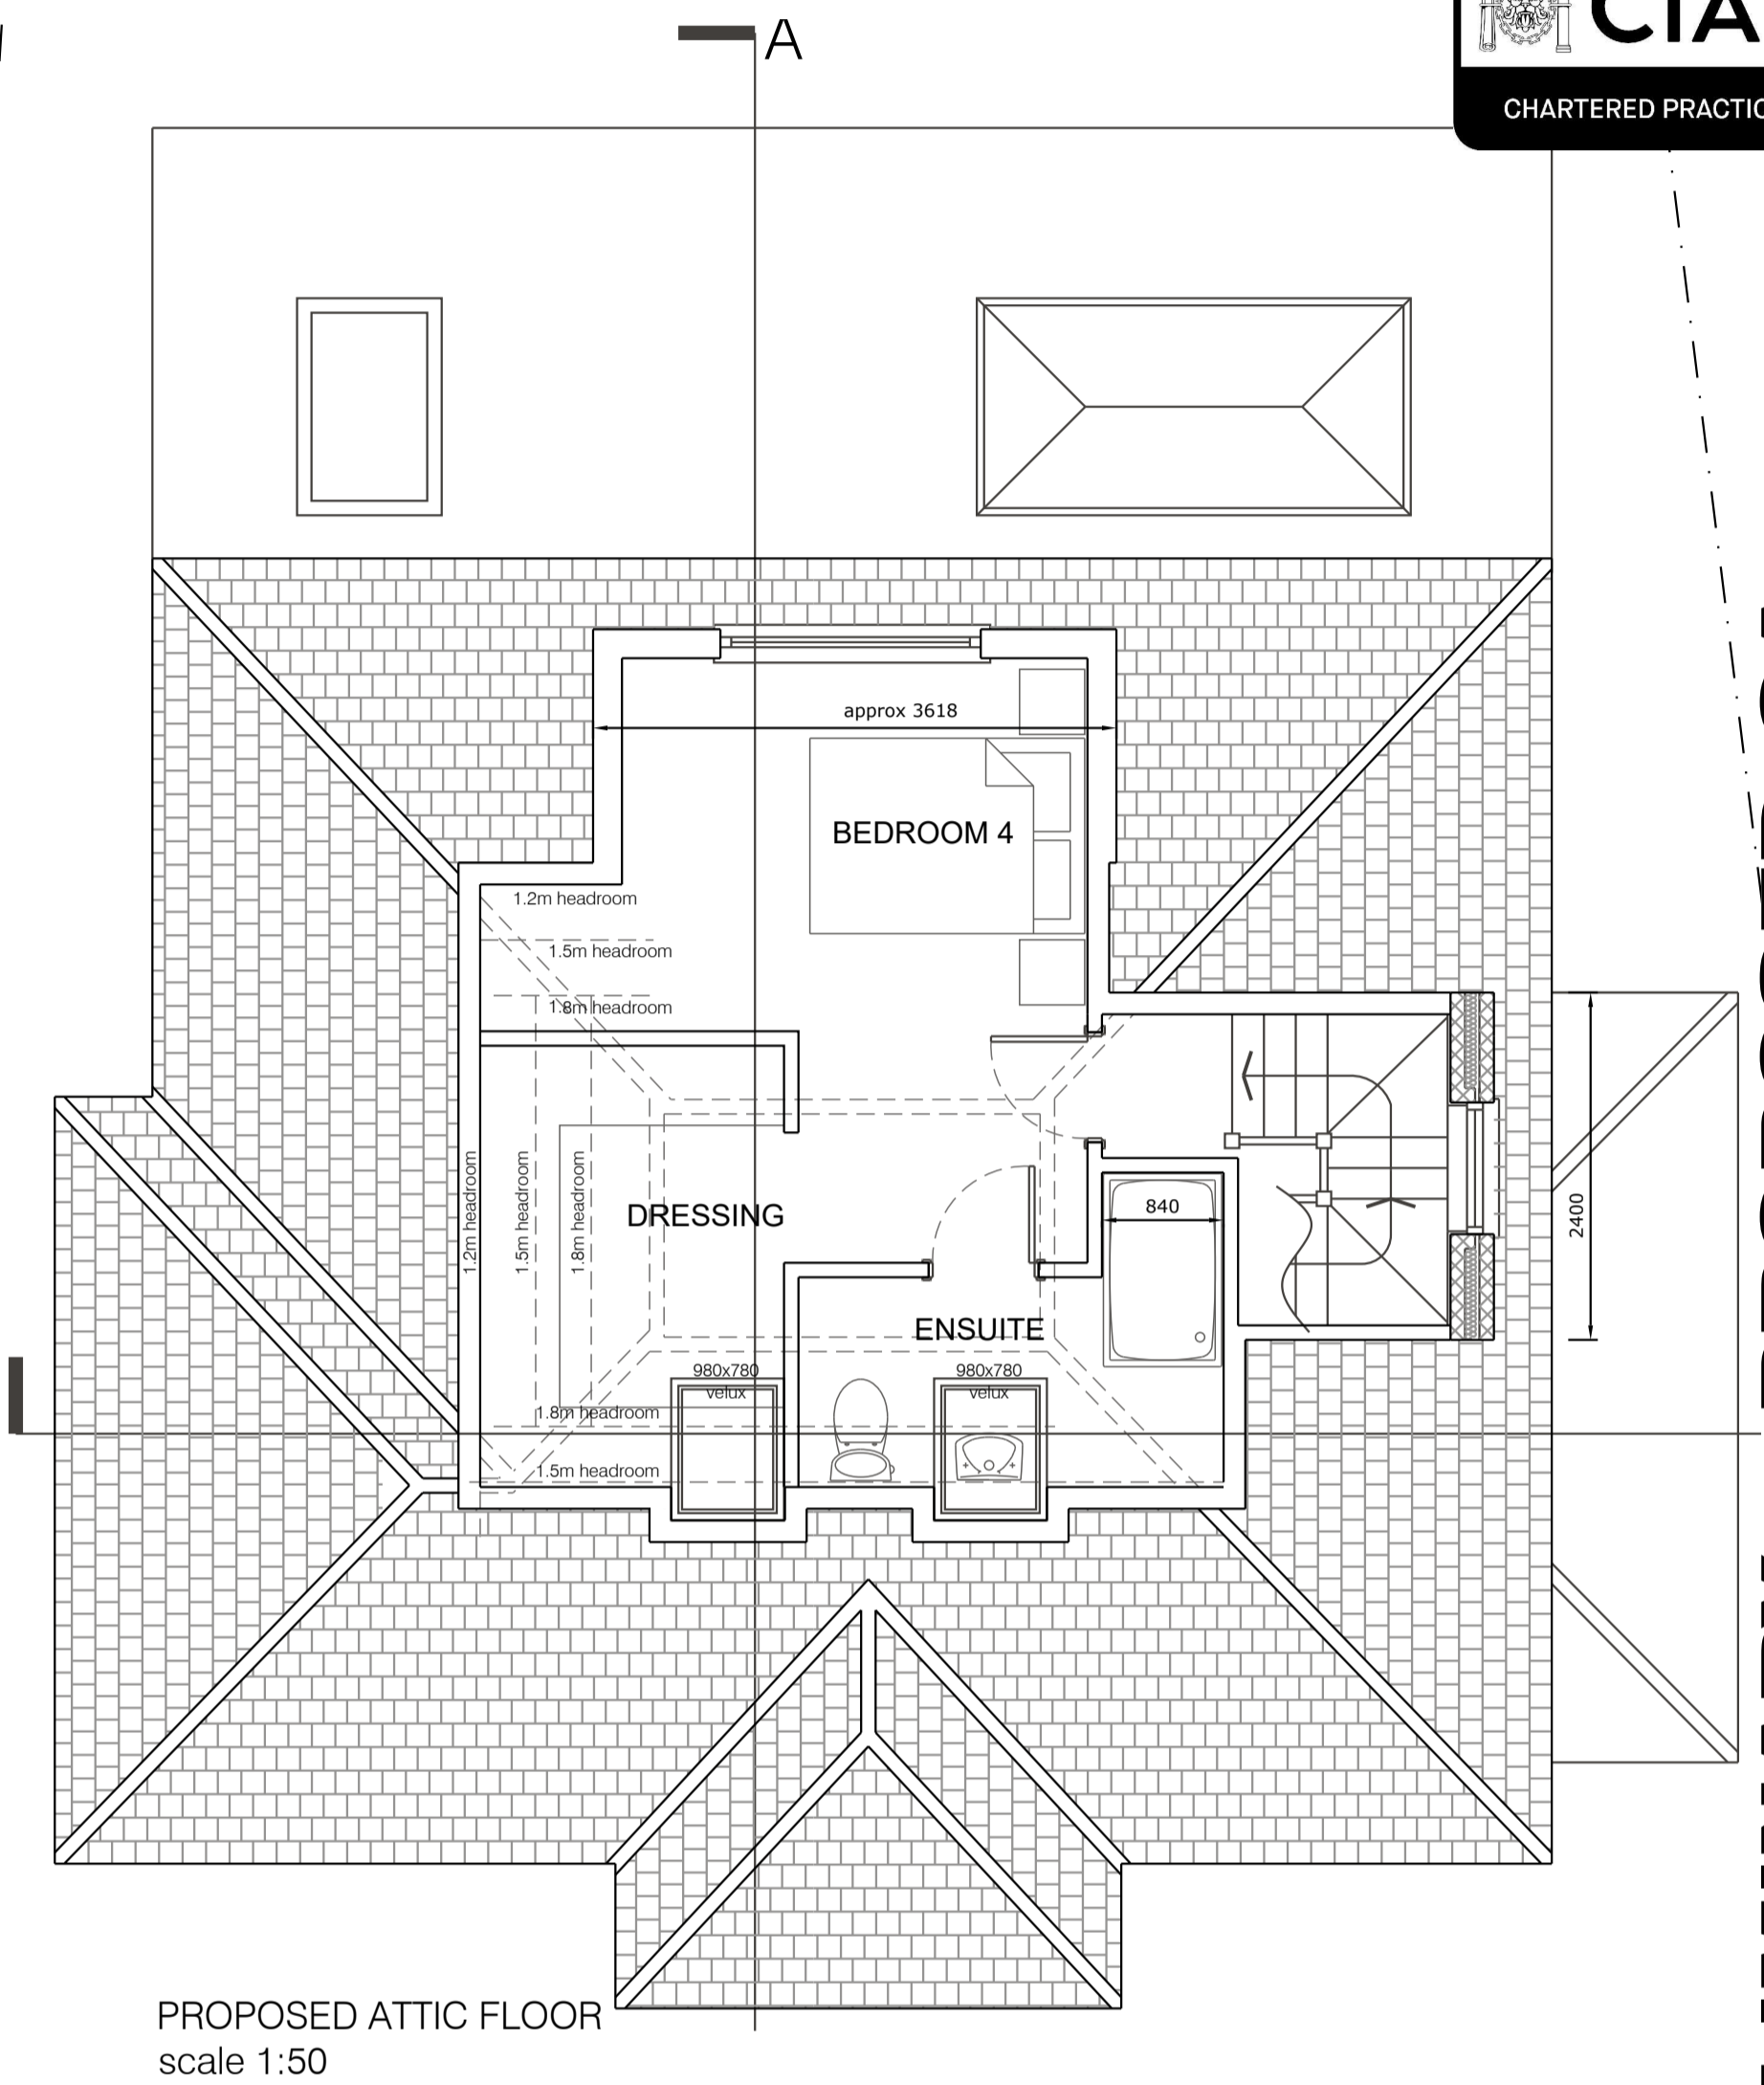 A
CIA
CHARTERED PRACTIC
approx 3618
BEDROOM 4
1.2m headroom
1.5m headroom
1.8m headroom
1.2m headroom
1.5m headroom
1.8m headroom
DRESSING
840
2400
ENSUITE
980x780
velux
980x780
velux
1.8m headroom
1.5m headroom
PROPOSED ATTIC FLOOR
scale 1:50